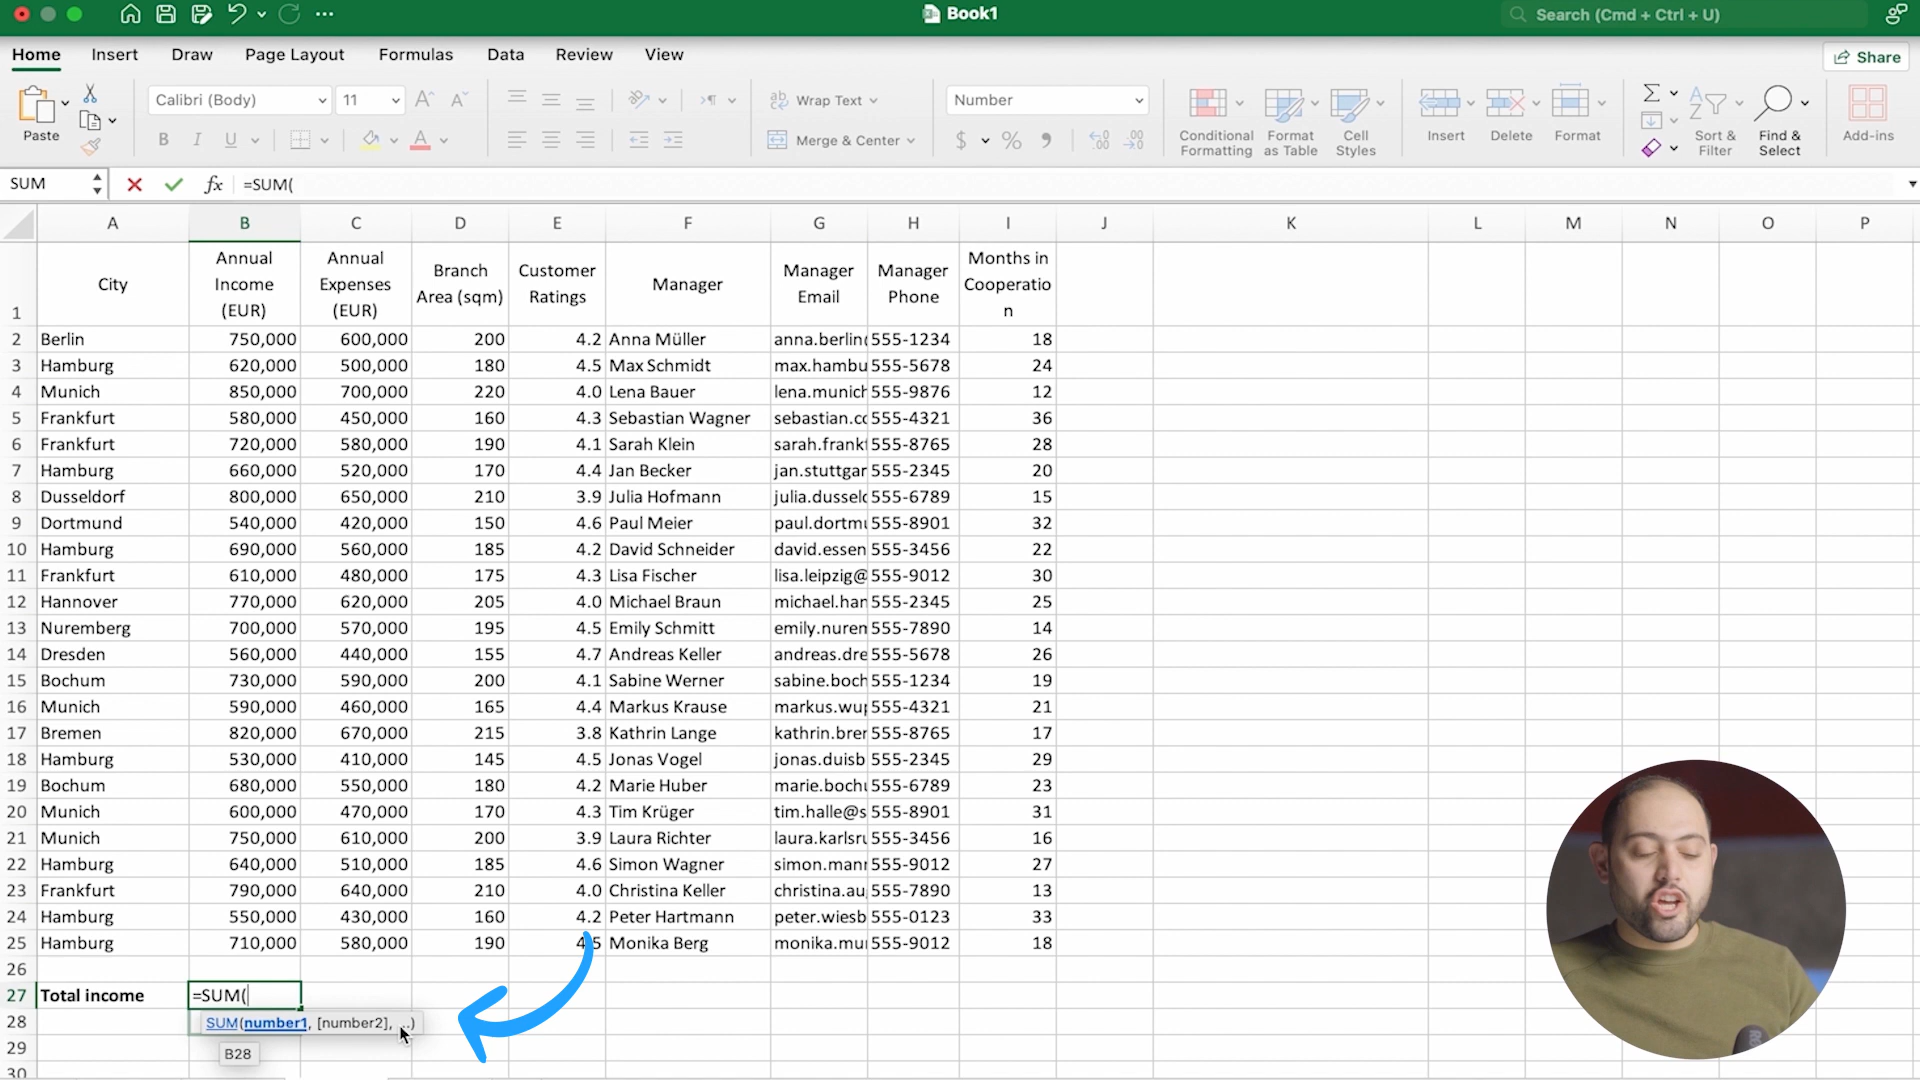 Book1
Search (Cmd + Ctrl + U)
Home Insert Draw Page Layout Formulas Data Review View Share
Paste
Calibri (Body) 11
B I U A
Wrap Text
Merge & Center
Number
$ %
Conditional Formatting
Format as Table
Cell Styles
Insert Delete Format
Sort & Filter
Find & Select
Add-ins
SUM fx =SUM(
A B C D E F G H I J K L M N O P
1 City Annual Income (EUR) Annual Expenses (EUR) Branch Area (sqm) Customer Ratings Manager Manager Email Manager Phone Months in Cooperatio n
2 Berlin 750,000 600,000 200 4.2 Anna Müller anna.berlin( 555-1234 18
3 Hamburg 620,000 500,000 180 4.5 Max Schmidt max.hambu 555-5678 24
4 Munich 850,000 700,000 220 4.0 Lena Bauer lena.munich 555-9876 12
5 Frankfurt 580,000 450,000 160 4.3 Sebastian Wagner sebastian.co 555-4321 36
6 Frankfurt 720,000 580,000 190 4.1 Sarah Klein sarah.frankf 555-8765 28
7 Hamburg 660,000 520,000 170 4.4 Jan Becker jan.stuttgar 555-2345 20
8 Dusseldorf 800,000 650,000 210 3.9 Julia Hofmann julia.dusseld 555-6789 15
9 Dortmund 540,000 420,000 150 4.6 Paul Meier paul.dortmu 555-8901 32
10 Hamburg 690,000 560,000 185 4.2 David Schneider david.essen 555-3456 22
11 Frankfurt 610,000 480,000 175 4.3 Lisa Fischer lisa.leipzig@ 555-9012 30
12 Hannover 770,000 620,000 205 4.0 Michael Braun michael.han 555-2345 25
13 Nuremberg 700,000 570,000 195 4.5 Emily Schmitt emily.nurem 555-7890 14
14 Dresden 560,000 440,000 155 4.7 Andreas Keller andreas.dre 555-5678 26
15 Bochum 730,000 590,000 200 4.1 Sabine Werner sabine.boch 555-1234 19
16 Munich 590,000 460,000 165 4.4 Markus Krause markus.wup 555-4321 21
17 Bremen 820,000 670,000 215 3.8 Kathrin Lange kathrin.brer 555-8765 17
18 Hamburg 530,000 410,000 145 4.5 Jonas Vogel jonas.duisb 555-2345 29
19 Bochum 680,000 550,000 180 4.2 Marie Huber marie.bochu 555-6789 23
20 Munich 600,000 470,000 170 4.3 Tim Krüger tim.halle@s 555-8901 31
21 Munich 750,000 610,000 200 3.9 Laura Richter laura.karlsru 555-3456 16
22 Hamburg 640,000 510,000 185 4.6 Simon Wagner simon.mann 555-9012 27
23 Frankfurt 790,000 640,000 210 4.0 Christina Keller christina.au 555-7890 13
24 Hamburg 550,000 430,000 160 4.2 Peter Hartmann peter.wiesb 555-0123 33
25 Hamburg 710,000 580,000 190 4.5 Monika Berg monika.mu 555-9012 18
26
27 Total income =SUM(
28 SUM(number1, [number2], ...)
29 B28
30